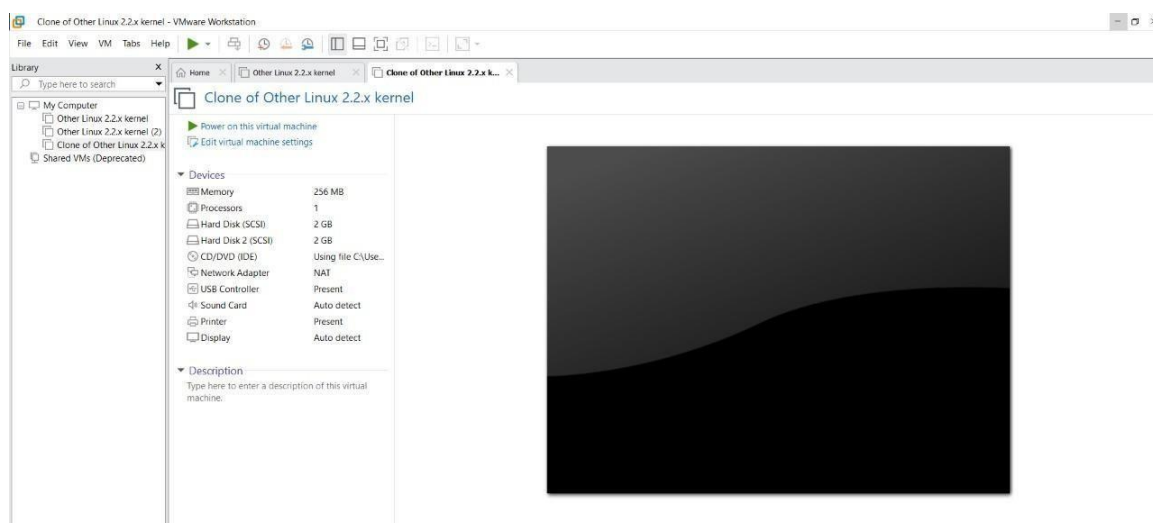 Clone of Other Linux 2.2.x kernel - VMware Workstation
File Edit View VM Tabs Help
Library X
Type here to search
My Computer
Other Linux 2.2.x kernel
Other Linux 2.2.x kernel (2)
Clone of Other Linux 2.2.x k
Shared VMs (Deprecated)
Home
Other Linux 2.2.x kernel
Clone of Other Linux 2.2.x k...
Clone of Other Linux 2.2.x kernel
Power on this virtual machine
Edit virtual machine settings
Devices
Memory 256 MB
Processors 1
Hard Disk (SCSI) 2 GB
Hard Disk 2 (SCSI) 2 GB
CD/DVD (IDE) Using file C:\Use...
Network Adapter NAT
USB Controller Present
Sound Card Auto detect
Printer Present
Display Auto detect
Description
Type here to enter a description of this virtual
machine.